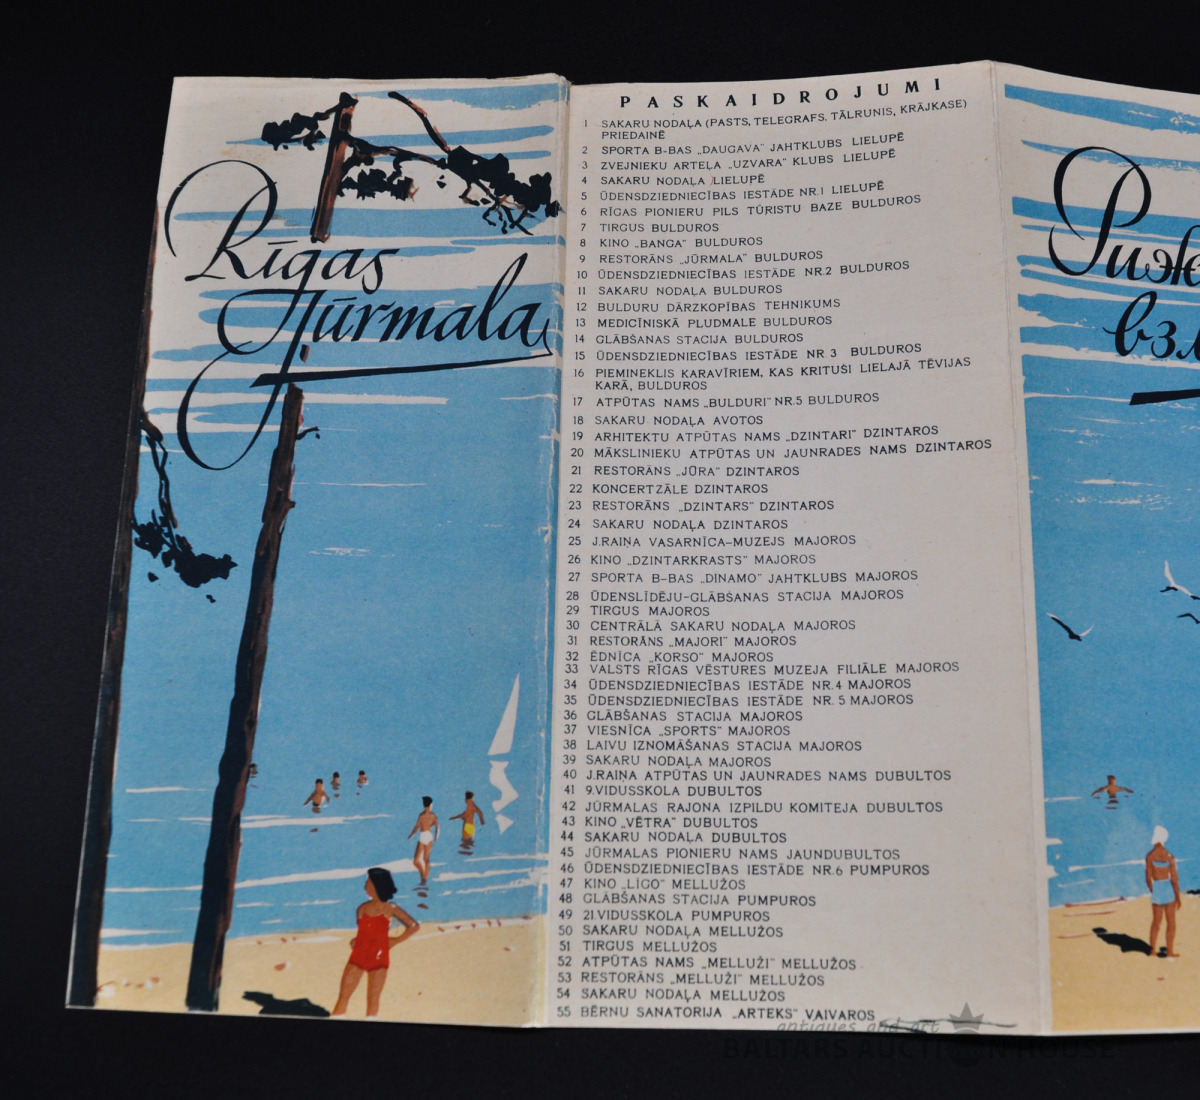 Rīgas
Jūrmala
PASKAIDROJUMI
1 SAKARU NODAĻA (PASTS, TELEGRAFS, TĀLRUNIS, KRĀJKASE)
PRIEDAINĒ
2 SPORTA B-BAS „DAUGAVA" JAHTKLUBS LIELUPĒ
3 ZVEJNIEKU ARTEĻA „UZVARA" KLUBS LIELUPĒ
4 SAKARU NODAĻA LIELUPĒ
5 ŪDENSDZIEDNIECĪBAS IESTĀDE NR.1 LIELUPĒ
6 RĪGAS PIONIERU PILS TŪRISTU BAZE BULDUROS
7 TIRGUS BULDUROS
8 KINO „BANGA" BULDUROS
9 RESTORĀNS „JŪRMALA" BULDUROS
10 ŪDENSDZIEDNIECĪBAS IESTĀDE NR.2 BULDUROS
11 SAKARU NODAĻA BULDUROS
12 BULDURU DĀRZKOPĪBAS TEHNIKUMS
13 MEDICĪNISKĀ PLUDMALE BULDUROS
14 GLĀBŠANAS STACIJA BULDUROS
15 ŪDENSDZIEDNIECĪBAS IESTĀDE NR 3 BULDUROS
16 PIEMINEKLIS KARAVĪRIEM, KAS KRITUŠI LIELAJĀ TĒVIJAS
KARĀ, BULDUROS
17 ATPŪTAS NAMS „BULDURI" NR.5 BULDUROS
18 SAKARU NODAĻA AVOTOS
19 ARHITEKTU ATPŪTAS NAMS „DZINTARI" DZINTAROS
20 MĀKSLINIEKU ATPŪTAS UN JAUNRADES NAMS DZINTAROS
21 RESTORĀNS „JŪRA" DZINTAROS
22 KONCERTZĀLE DZINTAROS
23 RESTORĀNS „DZINTARS" DZINTAROS
24 SAKARU NODAĻA DZINTAROS
25 J.RAIŅA VASARNĪCA-MUZEJS MAJOROS
26 KINO „DZINTARKRASTS" MAJOROS
27 SPORTA B-BAS „DINAMO" JAHTKLUBS MAJOROS
28 ŪDENSLĪDĒJU-GLĀBŠANAS STACIJA MAJOROS
29 TIRGUS MAJOROS
30 CENTRĀLĀ SAKARU NODAĻA MAJOROS
31 RESTORĀNS „MAJORI" MAJOROS
32 ĒDNĪCA „KORSO" MAJOROS
33 VALSTS RĪGAS VĒSTURES MUZEJA FILIĀLE MAJOROS
34 ŪDENSDZIEDNIECĪBAS IESTĀDE NR.4 MAJOROS
35 ŪDENSDZIEDNIECĪBAS IESTĀDE NR. 5 MAJOROS
36 GLĀBŠANAS STACIJA MAJOROS
37 VIESNĪCA „SPORTS" MAJOROS
38 LAIVU IZNOMĀŠANAS STACIJA MAJOROS
39 SAKARU NODAĻA MAJOROS
40 J.RAIŅA ATPŪTAS UN JAUNRADES NAMS DUBULTOS
41 9.VIDUSSKOLA DUBULTOS
42 JŪRMALAS RAJONA IZPILDU KOMITEJA DUBULTOS
43 KINO „VĒTRA" DUBULTOS
44 SAKARU NODAĻA DUBULTOS
45 JŪRMALAS PIONIERU NAMS JAUNDUBULTOS
46 ŪDENSDZIEDNIECĪBAS IESTĀDE NR.6 PUMPUROS
47 KINO „LĪGO" MELLUŽOS
48 GLĀBŠANAS STACIJA PUMPUROS
49 21.VIDUSSKOLA PUMPUROS
50 SAKARU NODAĻA MELLUŽOS
51 TIRGUS MELLUŽOS
52 ATPŪTAS NAMS „MELLUŽI" MELLUŽOS
53 RESTORĀNS „MELLUŽI" MELLUŽOS
54 SAKARU NODAĻA MELLUŽOS
55 BĒRNU SANATORIJA „ARTEKS" VAIVAROS
Риж
взм
antiques and art
BALTARS AUCTION HOUSE